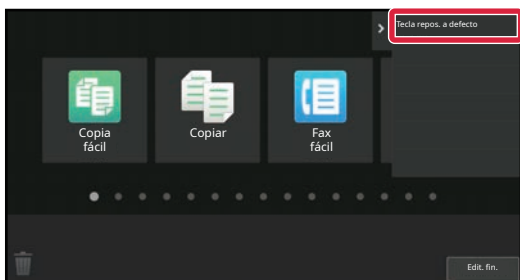 Tecla repos. a defecto
Copia
fácil
Copiar
Fax
fácil
Edit. fin.